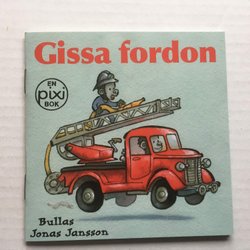 Gissa fordon
EN
pixi
BOK
Bullas
Jonas Jansson